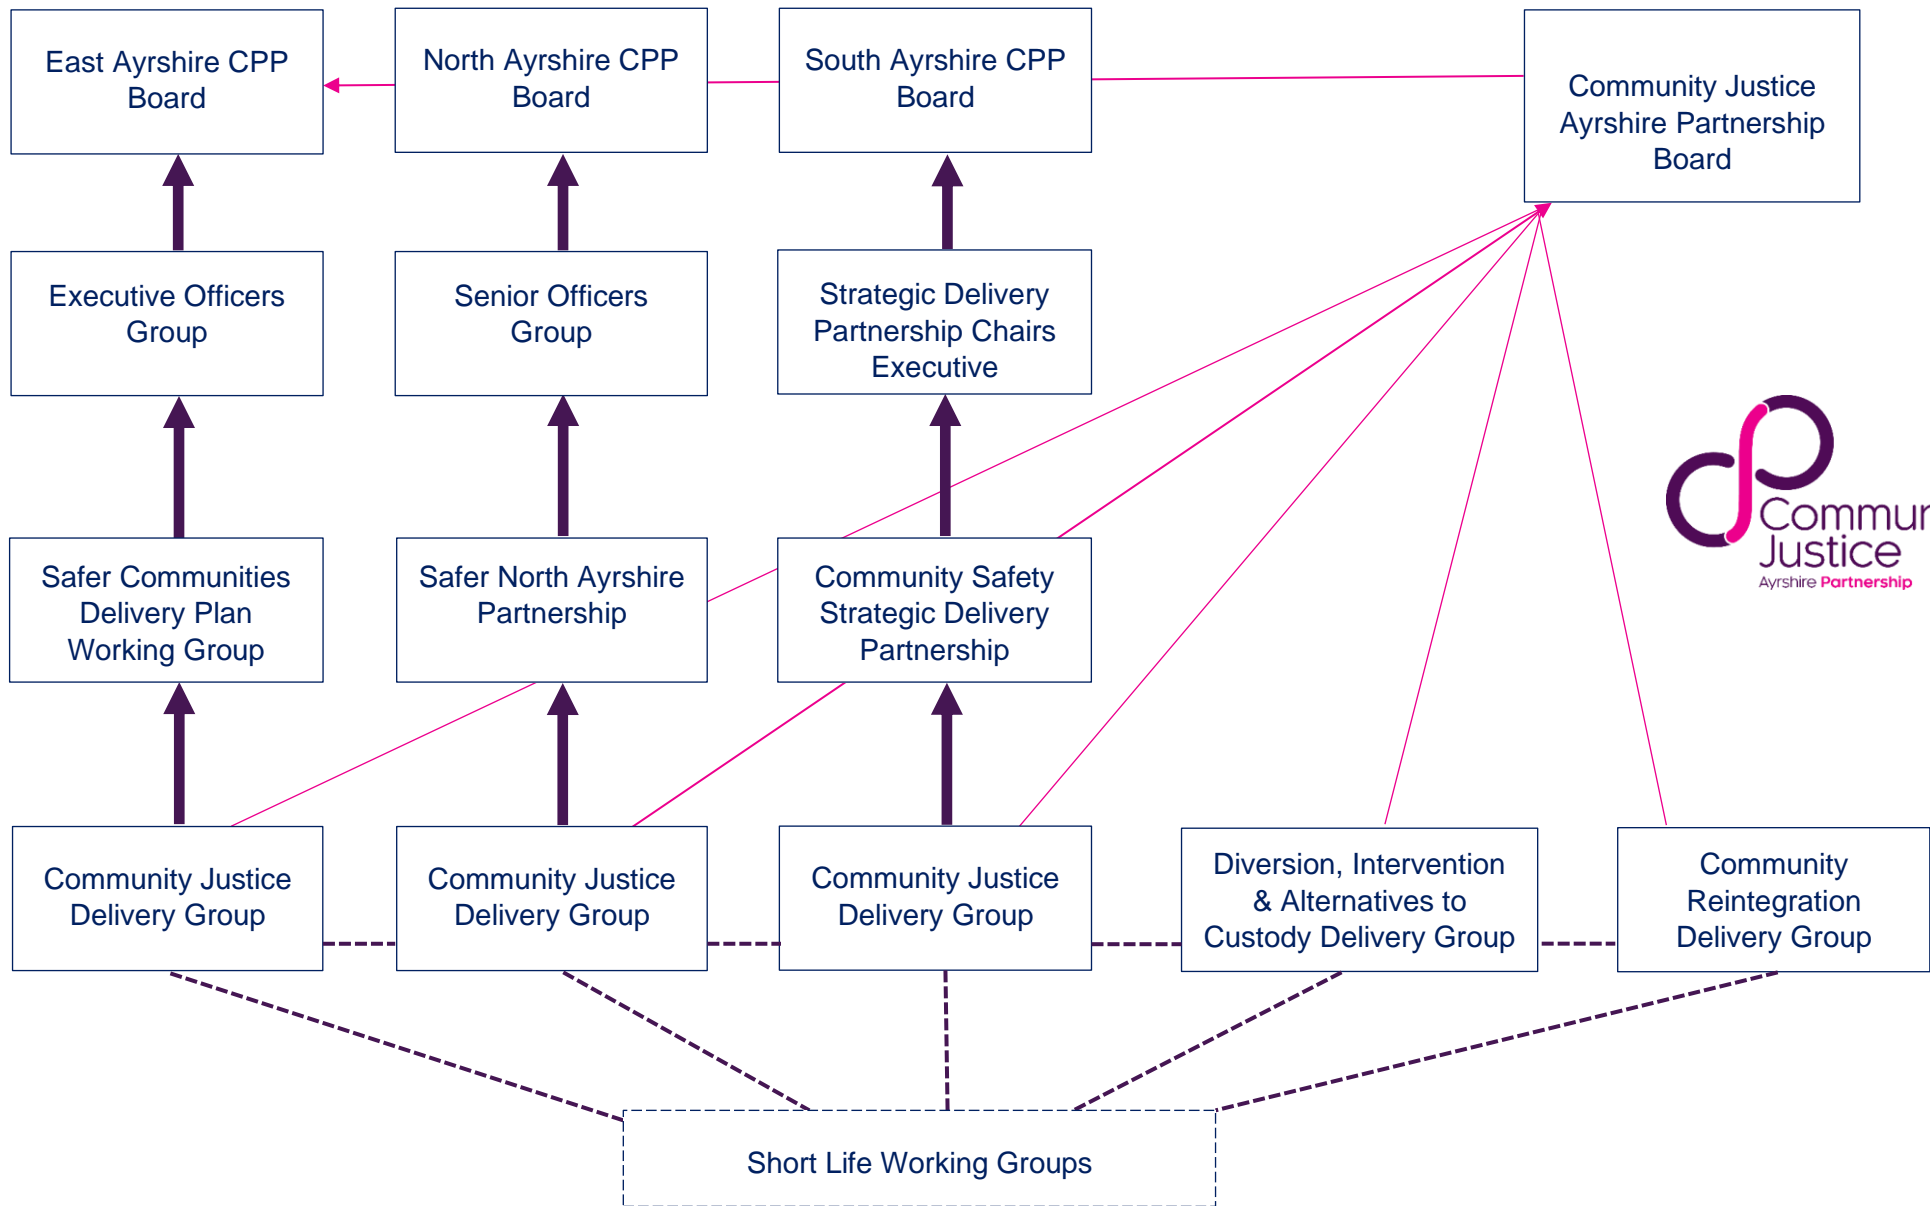 East Ayrshire CPP
Board
North Ayrshire CPP
Board
South Ayrshire CPP
Board
Community Justice
Ayrshire Partnership
Board
Executive Officers
Group
Senior Officers
Group
Strategic Delivery
Partnership Chairs
Executive
Commun
Justice
Ayrshire Partnership
Safer Communities
Delivery Plan
Working Group
Safer North Ayrshire
Partnership
Community Safety
Strategic Delivery
Partnership
Community Justice
Delivery Group
Community Justice
Delivery Group
Community Justice
Delivery Group
Diversion, Intervention
& Alternatives to
Custody Delivery Group
Community
Reintegration
Delivery Group
Short Life Working Groups